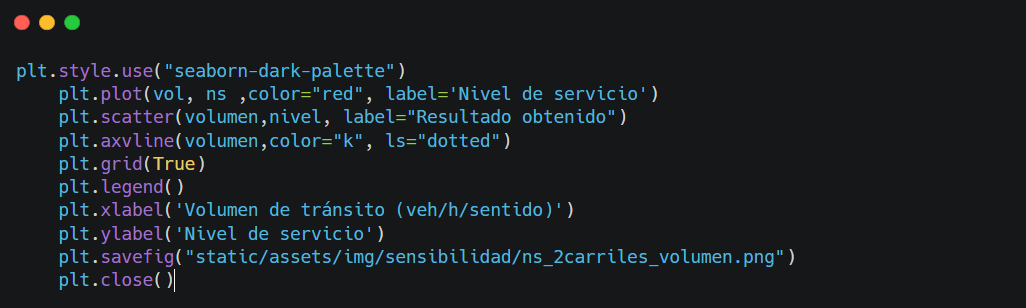 plt.style.use("seaborn-dark-palette")
    plt.plot(vol, ns ,color="red", label='Nivel de servicio')
    plt.scatter(volumen,nivel, label="Resultado obtenido")
    plt.axvline(volumen,color="k", ls="dotted")
    plt.grid(True)
    plt.legend()
    plt.xlabel('Volumen de tránsito (veh/h/sentido)')
    plt.ylabel('Nivel de servicio')
    plt.savefig("static/assets/img/sensibilidad/ns_2carriles_volumen.png")
    plt.close()